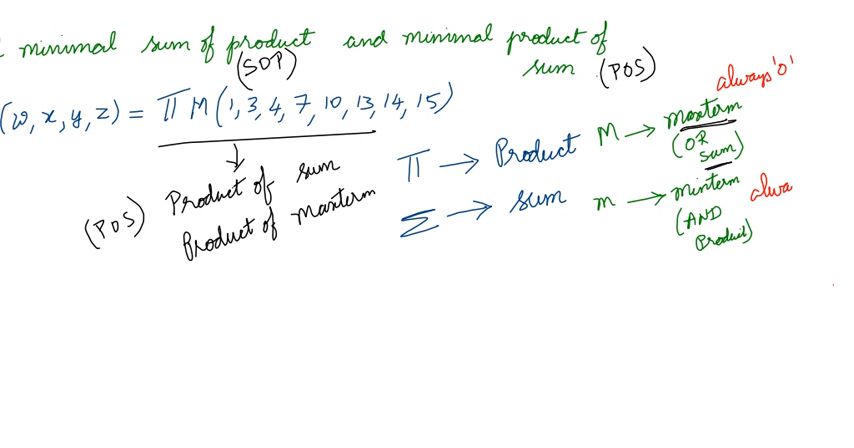 minimal sum of product and minimal product of
(SOP) sum (POS)
(w, x, y, z) = π M (1, 3, 4, 7, 10, 13, 14, 15)
(POS) Product of sum
Product of maxterm
π → Product
Σ → sum
always '0'
M → maxterm
(OR
sum)
m → minterm alwa
(AND
Product)